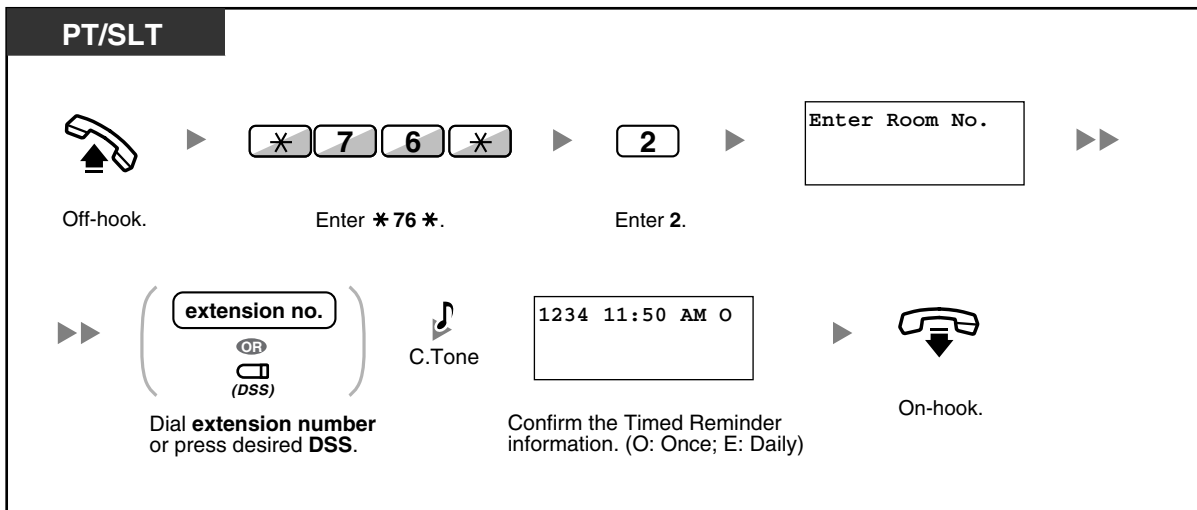 PT/SLT
* 7 6 *
2
Enter Room No.
Off-hook.
Enter * 76 *.
Enter 2.
extension no.
OR
(DSS)
C.Tone
1234 11:50 AM O
Dial extension number
or press desired DSS.
Confirm the Timed Reminder
information. (O: Once; E: Daily)
On-hook.